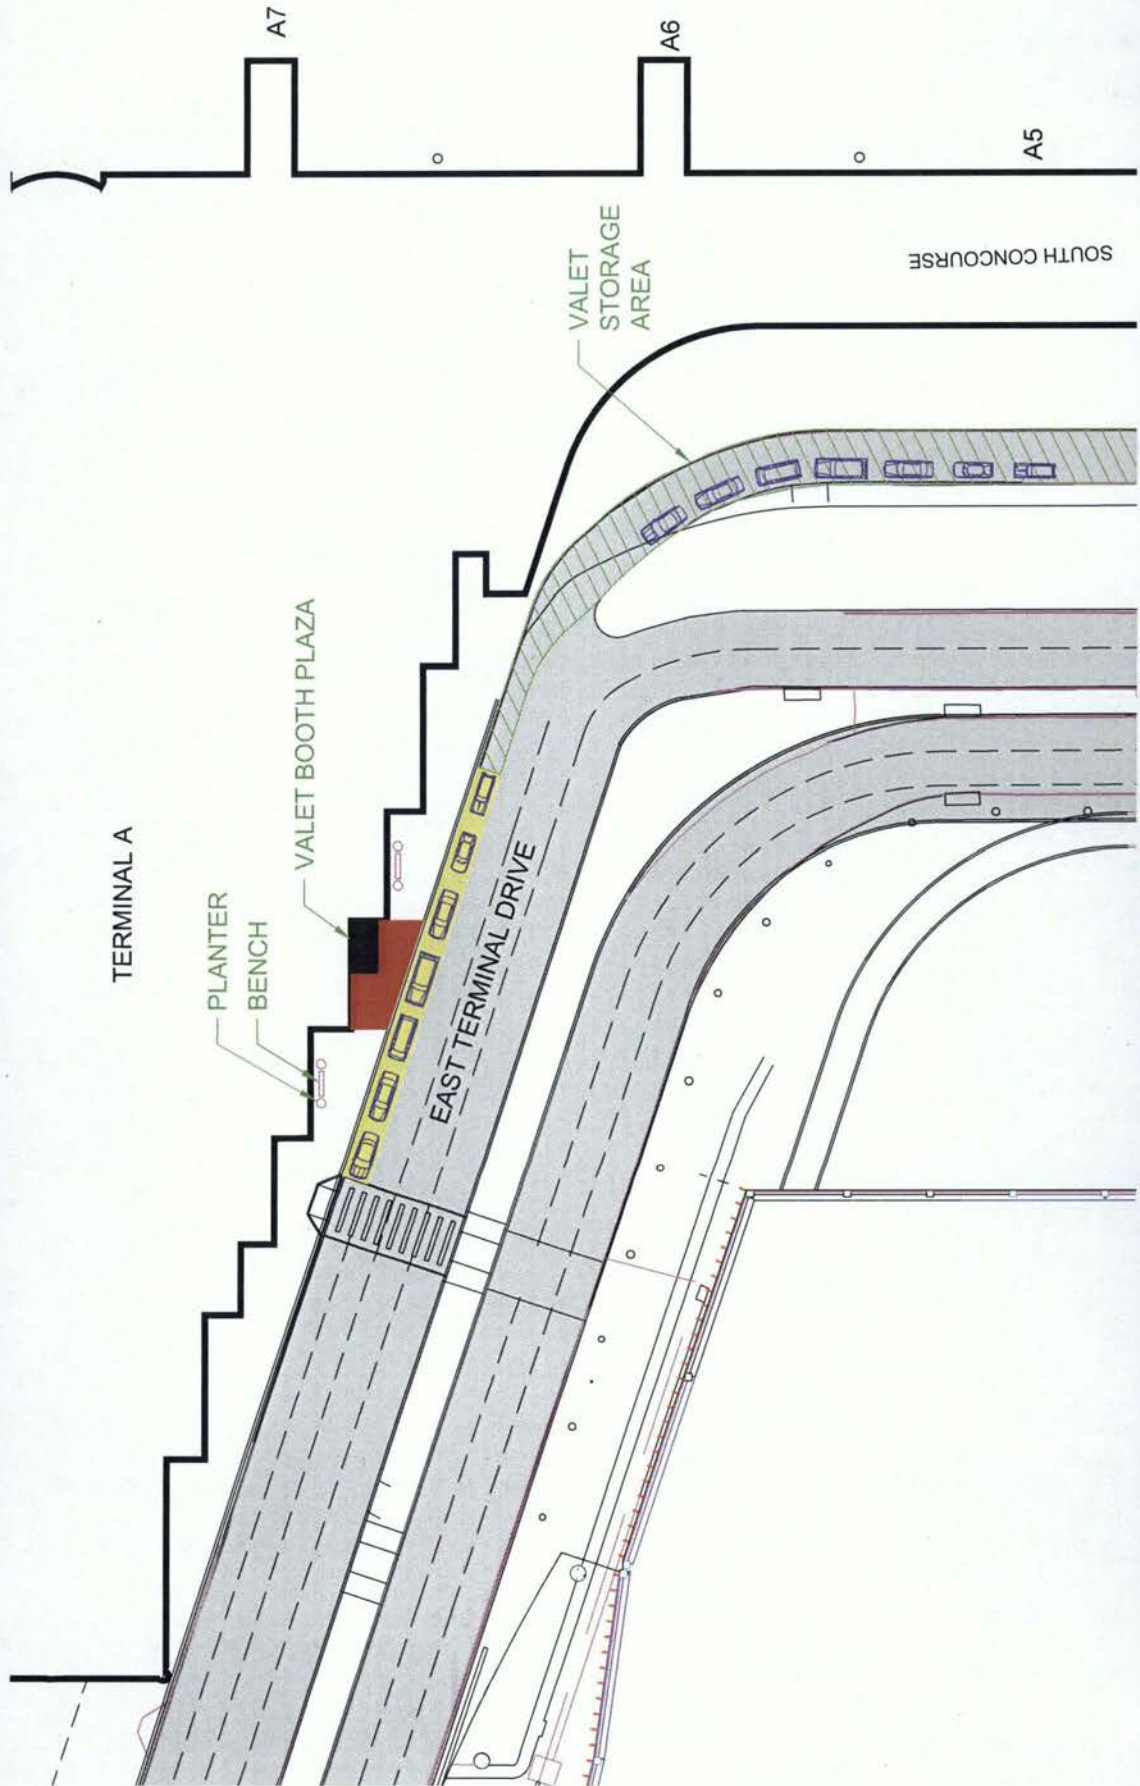 A7
A6
A5
SOUTH CONCOURSE
VALET
STORAGE
AREA
TERMINAL A
VALET BOOTH PLAZA
PLANTER
BENCH
EAST TERMINAL DRIVE